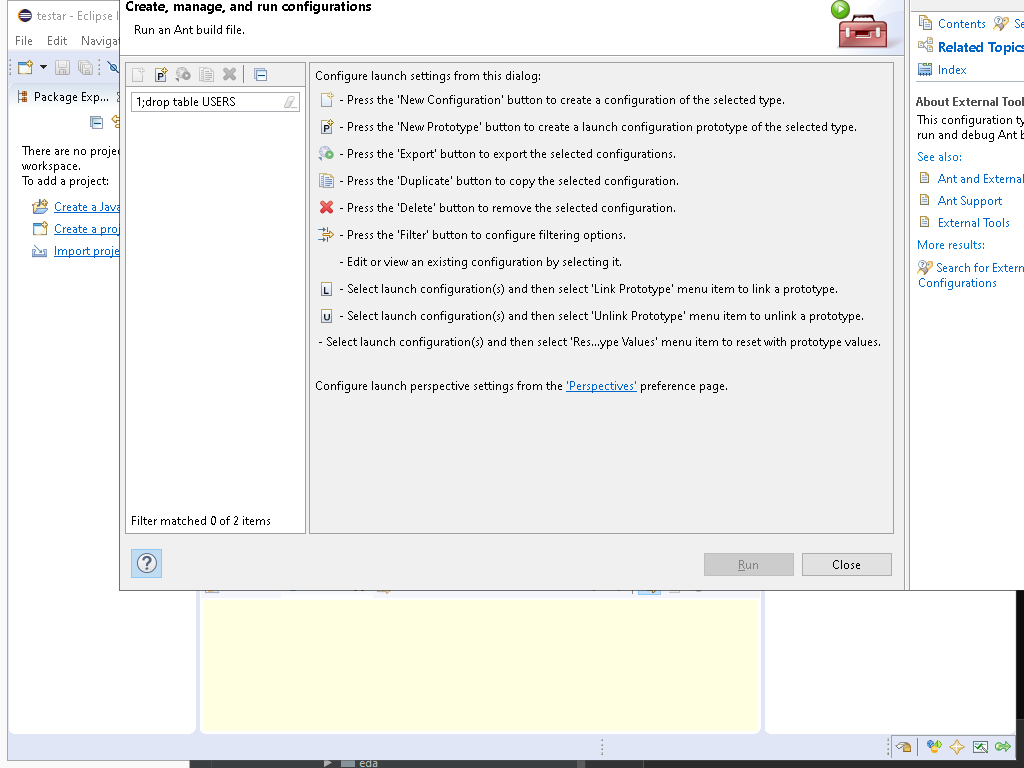 Create, manage, and run configurations
Run an Ant build file.
testar - Eclipse
File Edit
Package Exp...
There are no
workspace.
To add a project:
Create a Java
Create a
Import
1;drop table USERS
Filter matched 0 of 2 items
Configure launch settings from this dialog:
- Press the 'New Configuration' button to create a configuration of the selected type.
P - Press the 'New Prototype' button to create a launch configuration prototype of the selected type.
- Press the 'Export' button to export the selected configurations.
- Press the 'Duplicate' button to copy the selected configuration.
- Press the 'Delete' button to remove the selected configuration.
- Press the 'Filter' button to configure filtering options.
- Edit or view an existing configuration by selecting it.
L - Select launch configuration(s) and then select 'Link Prototype' menu item to link a prototype.
U - Select launch configuration(s) and then select 'Unlink Prototype' menu item to unlink a prototype.
- Select launch configuration(s) and then select 'Res...ype Values' menu item to reset with prototype values.
Configure launch perspective settings from the 'Perspectives' preference page.
?
Run
Close
Contents
Related Topics
Index
About External
This configuration
run and debug Ant
See also:
Ant and External
Ant Support
External Tools
More results:
Search for
Configurations
eda